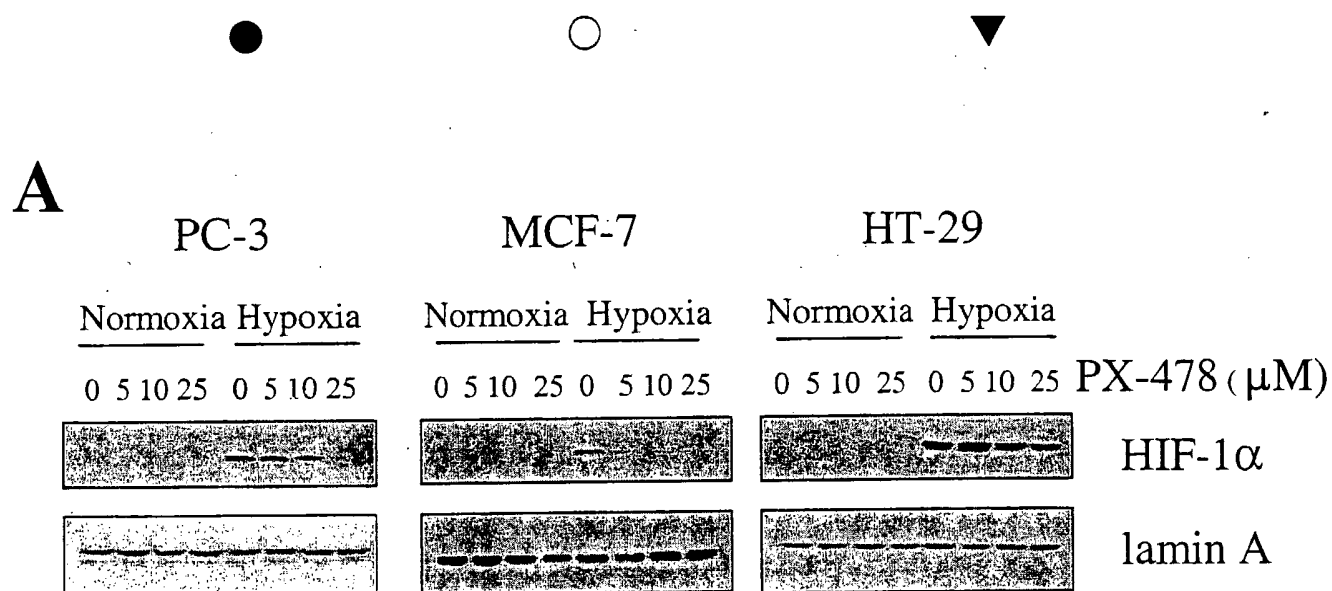 A
PC-3 MCF-7 HT-29
Normoxia Hypoxia Normoxia Hypoxia Normoxia Hypoxia
0 5 10 25 0 5 10 25 0 5 10 25 0 5 10 25 0 5 10 25 0 5 10 25 PX-478 (μM)
HIF-1α
lamin A